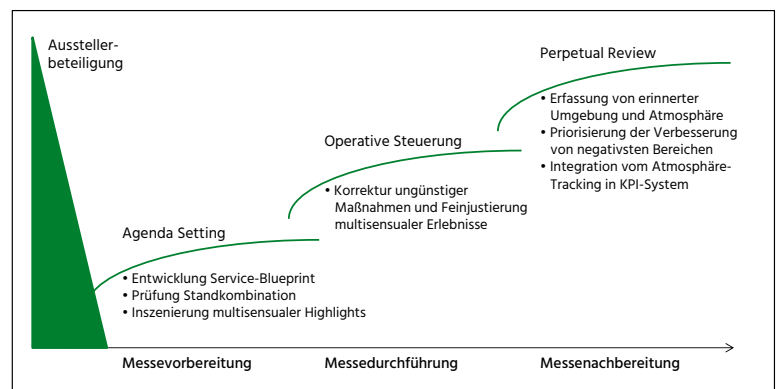 Aussteller-
beteiligung
Agenda Setting
• Entwicklung Service-Blueprint
• Prüfung Standkombination
• Inszenierung multisensualer Highlights
Operative Steuerung
• Korrektur ungünstiger
Maßnahmen und Feinjustierung
multisensualer Erlebnisse
Perpetual Review
• Erfassung von erinnerter
Umgebung und Atmosphäre
• Priorisierung der Verbesserung
von negativsten Bereichen
• Integration vom Atmosphäre-
Tracking in KPI-System
Messevorbereitung
Messedurchführung
Messenachbereitung